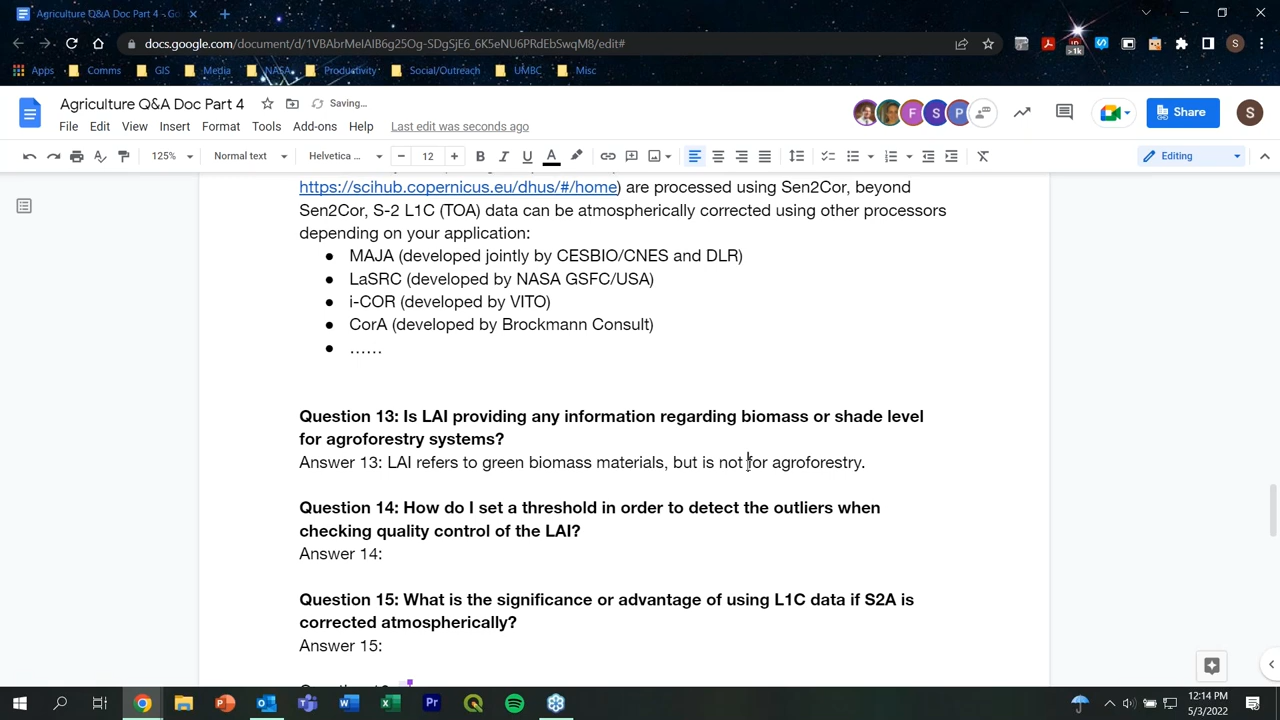 Agriculture Q&A Doc Part 4 - Go
docs.google.com/document/d/1VBAbrMeIAIB6g25Og-SDgSjE6_6K5eNU6PRdEbSwqM8/edit#
>1k
S
Apps Comms GIS Media NASA Productivity Social/Outreach UMBC Misc
Agriculture Q&A Doc Part 4 Saving...
F S P Share S
File Edit View Insert Format Tools Add-ons Help Last edit was seconds ago
125% Normal text Helvetica ... 12 B I U A Editing
https://scihub.copernicus.eu/dhus/#/home) are processed using Sen2Cor, beyond
Sen2Cor, S-2 L1C (TOA) data can be atmospherically corrected using other processors
depending on your application:
● MAJA (developed jointly by CESBIO/CNES and DLR)
● LaSRC (developed by NASA GSFC/USA)
● i-COR (developed by VITO)
● CorA (developed by Brockmann Consult)
● ……
Question 13: Is LAI providing any information regarding biomass or shade level
for agroforestry systems?
Answer 13: LAI refers to green biomass materials, but is not for agroforestry.
Question 14: How do I set a threshold in order to detect the outliers when
checking quality control of the LAI?
Answer 14:
Question 15: What is the significance or advantage of using L1C data if S2A is
corrected atmospherically?
Answer 15:
12:14 PM
5/3/2022